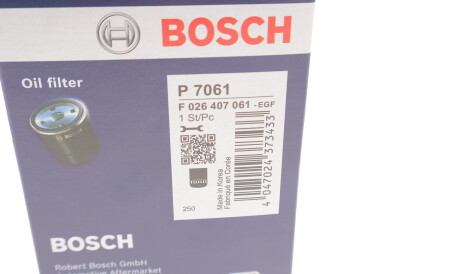 BOSCH
Oil filter
P 7061
F 026 407 061 -EGF
1 St/Pc
Made in Korea
Fabriqué en Corée
250
4 047024 373433
BOSCH
Robert Bosch GmbH
Automotive Aftermarket